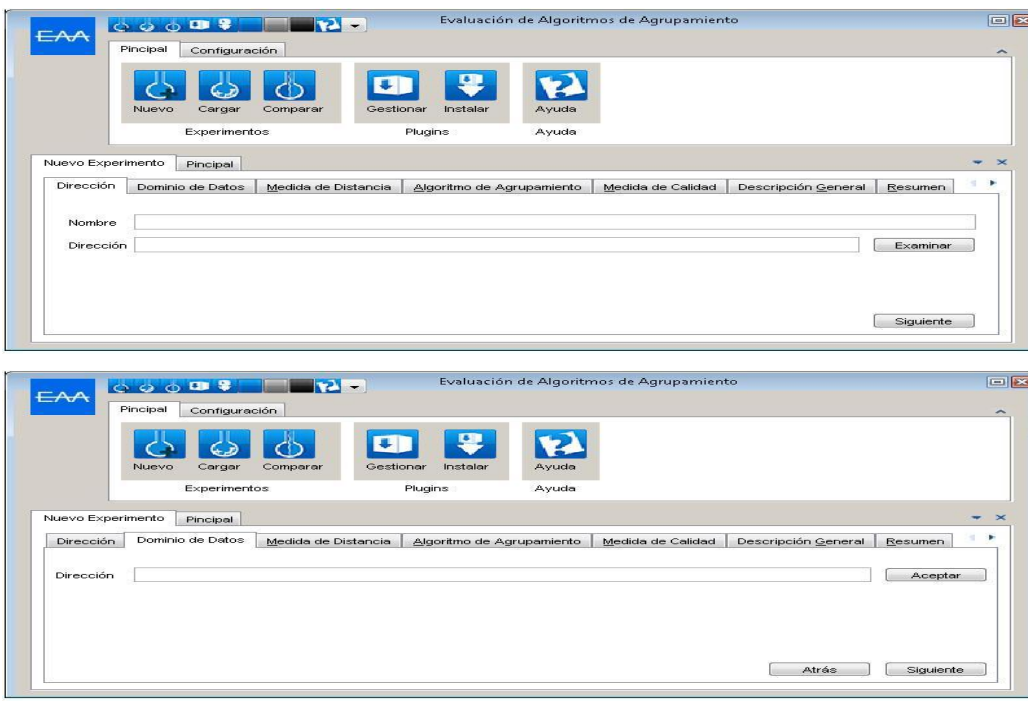 Evaluación de Algoritmos de Agrupamiento
EAA
Pincipal Configuración
Nuevo Cargar Comparar Gestionar Instalar Ayuda
Experimentos Plugins Ayuda
Nuevo Experimento Pincipal
Dirección Dominio de Datos Medida de Distancia Algoritmo de Agrupamiento Medida de Calidad Descripción General Resumen
Nombre
Dirección Examinar
Siguiente
Evaluación de Algoritmos de Agrupamiento
EAA
Pincipal Configuración
Nuevo Cargar Comparar Gestionar Instalar Ayuda
Experimentos Plugins Ayuda
Nuevo Experimento Pincipal
Dirección Dominio de Datos Medida de Distancia Algoritmo de Agrupamiento Medida de Calidad Descripción General Resumen
Dirección Aceptar
Atrás Siguiente